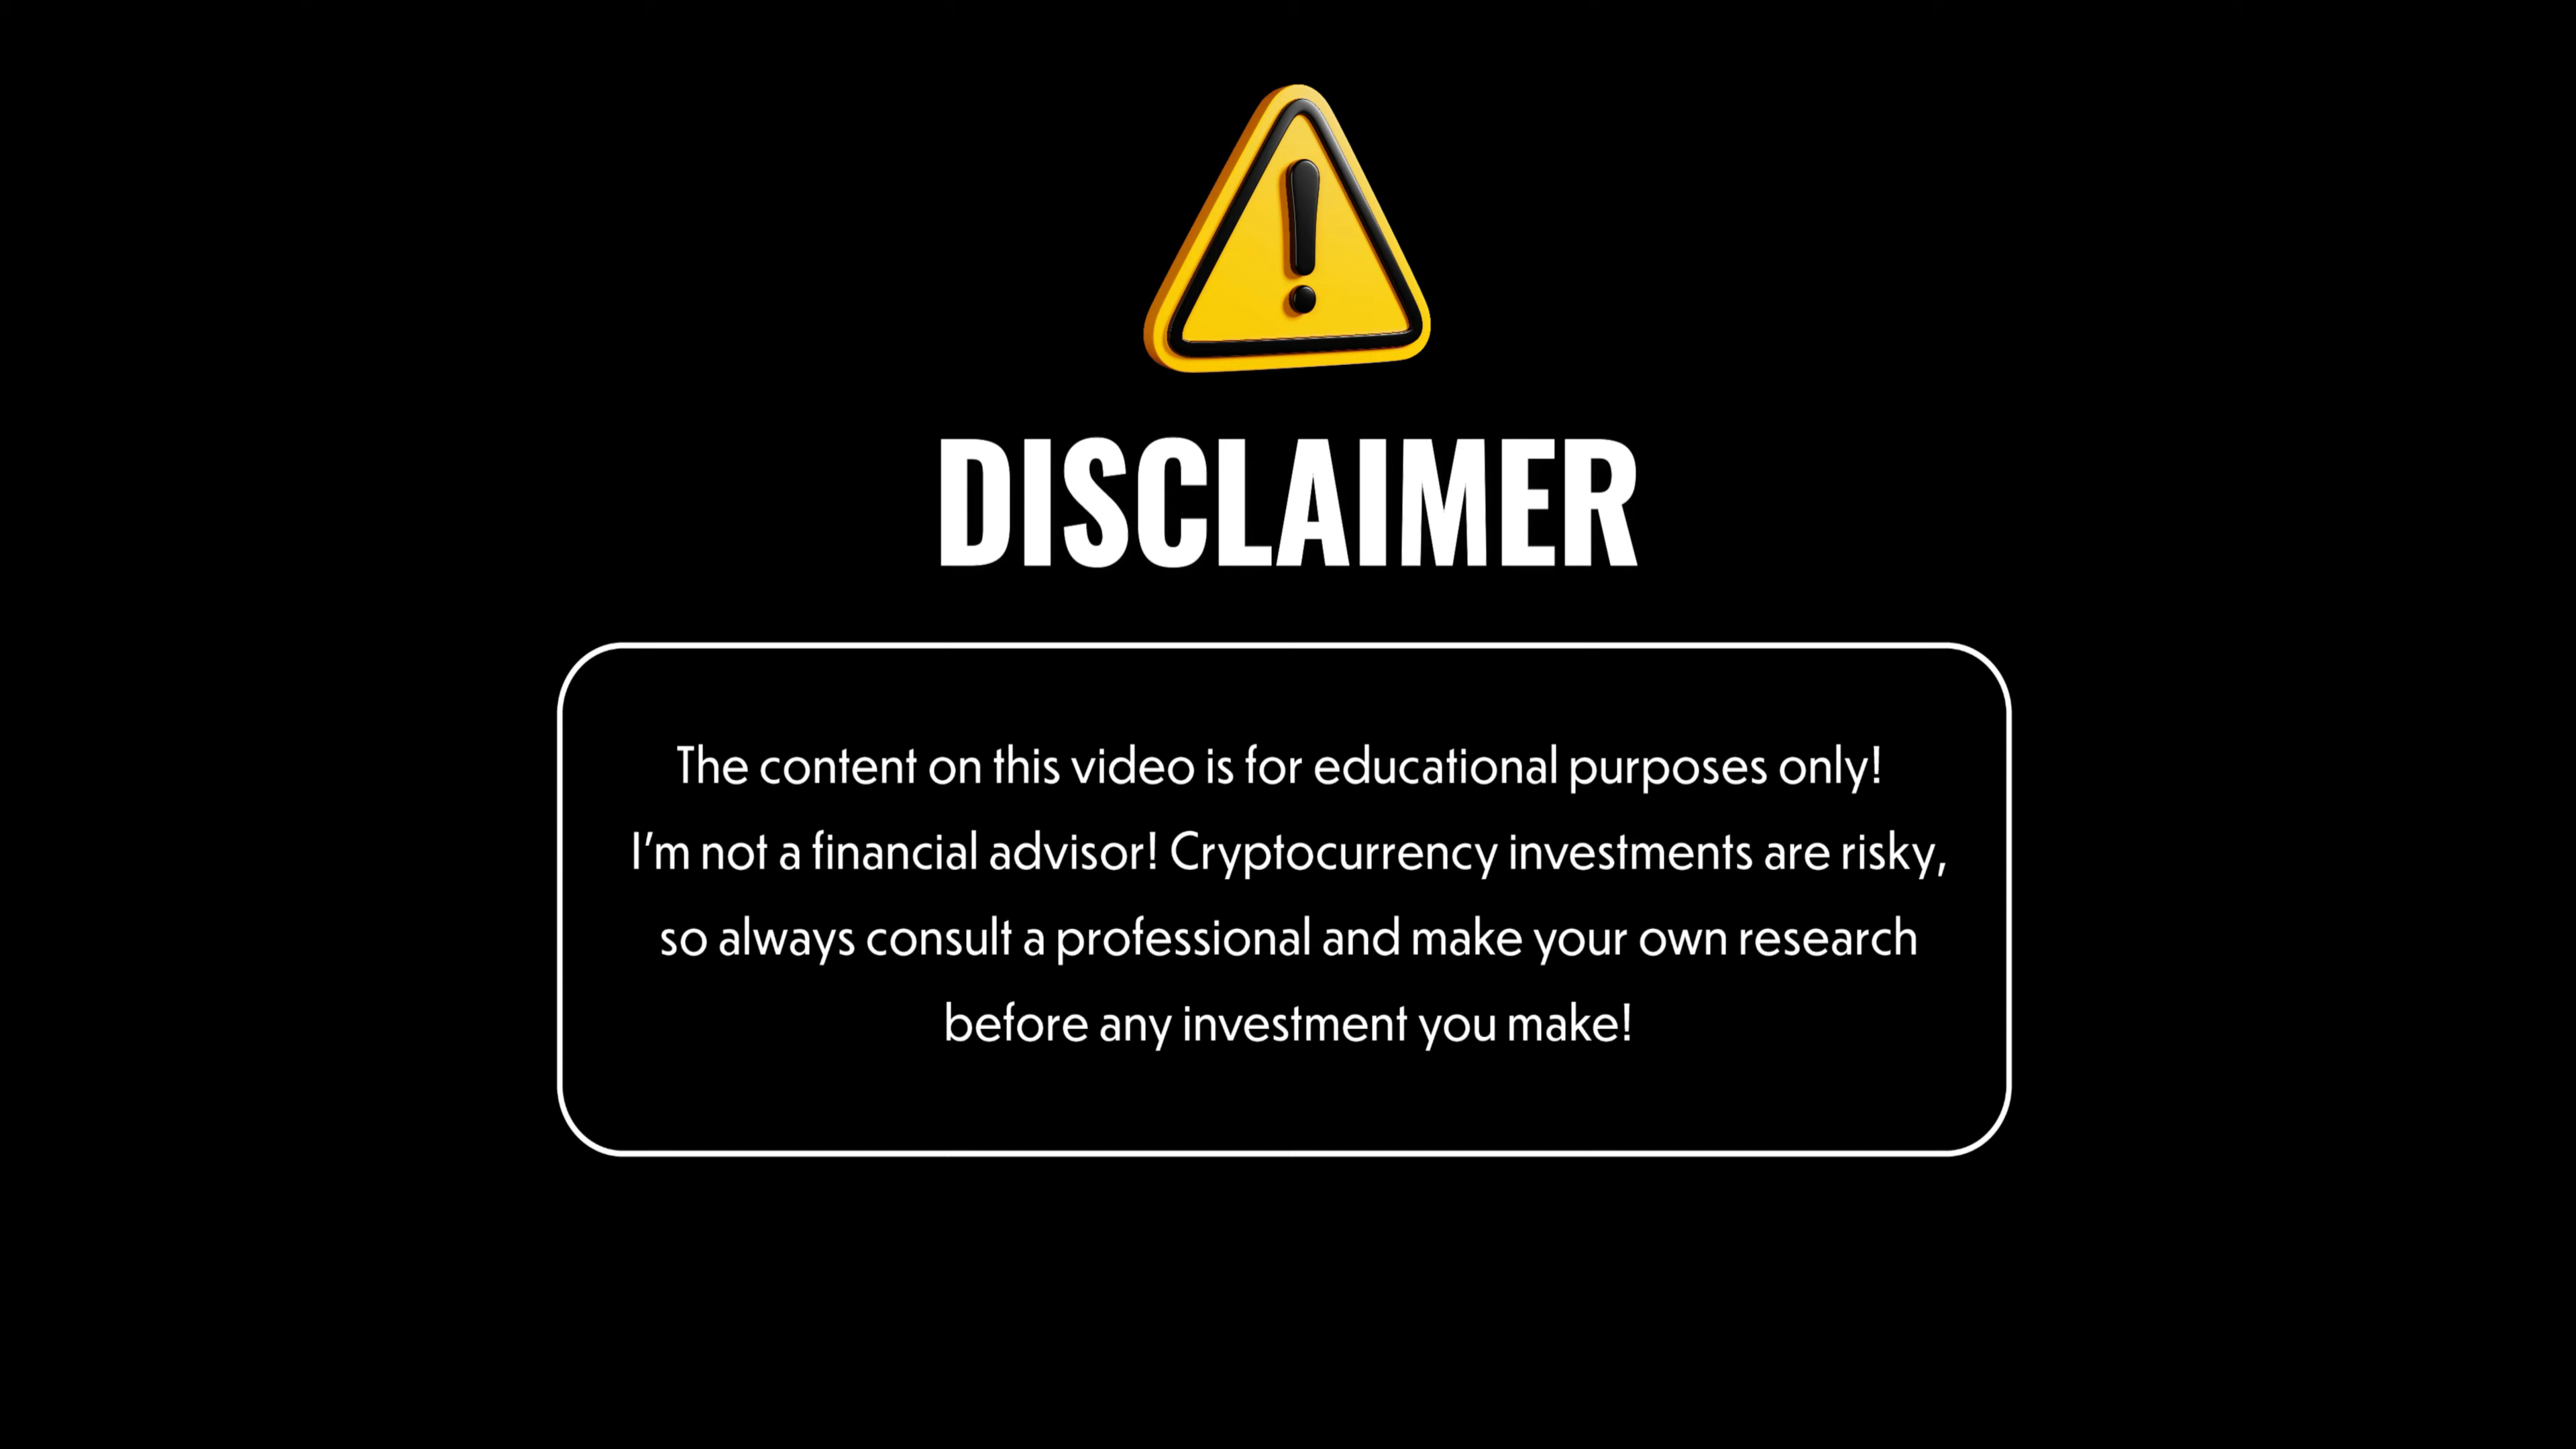 DISCLAIMER
The content on this video is for educational purposes only!
I'm not a financial advisor! Cryptocurrency investments are risky,
so always consult a professional and make your own research
before any investment you make!